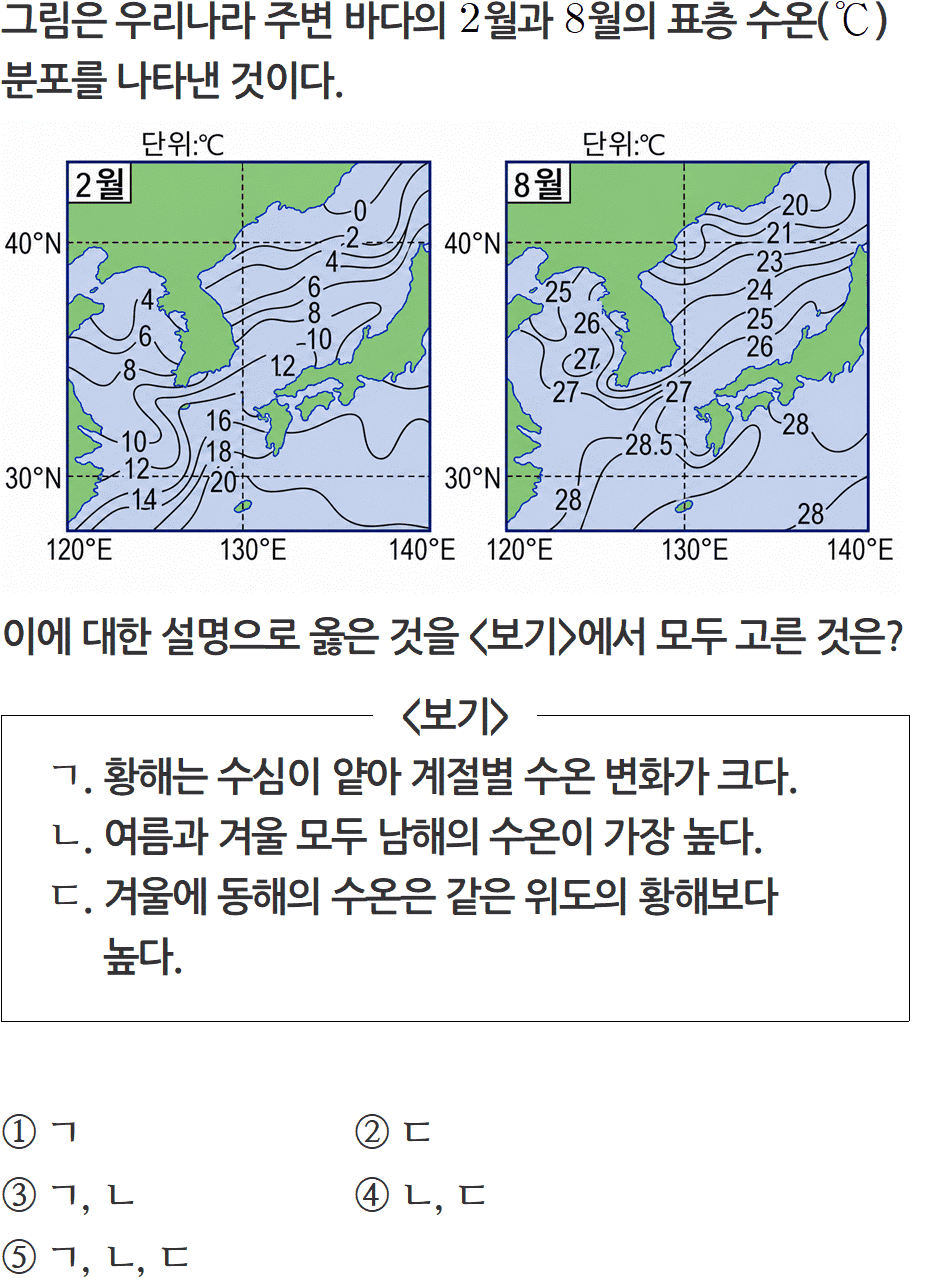 그림은 우리나라 주변 바다의 2월과 8월의 표층 수온(℃)
분포를 나타낸 것이다.
단위:℃
2월
0
2
4
6
8
-10
12
4
6
8
10
12
14
16
18
20
40°N
30°N
120°E
130°E
140°E
단위:℃
8월
20
21
23
24
25
26
25
26
27
27
27
28.5
28
28
28
40°N
30°N
120°E
130°E
140°E
이에 대한 설명으로 옳은 것을 <보기>에서 모두 고른 것은?
<보기>
ㄱ. 황해는 수심이 얕아 계절별 수온 변화가 크다.
ㄴ. 여름과 겨울 모두 남해의 수온이 가장 높다.
ㄷ. 겨울에 동해의 수온은 같은 위도의 황해보다
높다.
① ㄱ ② ㄷ
③ ㄱ, ㄴ ④ ㄴ, ㄷ
⑤ ㄱ, ㄴ, ㄷ